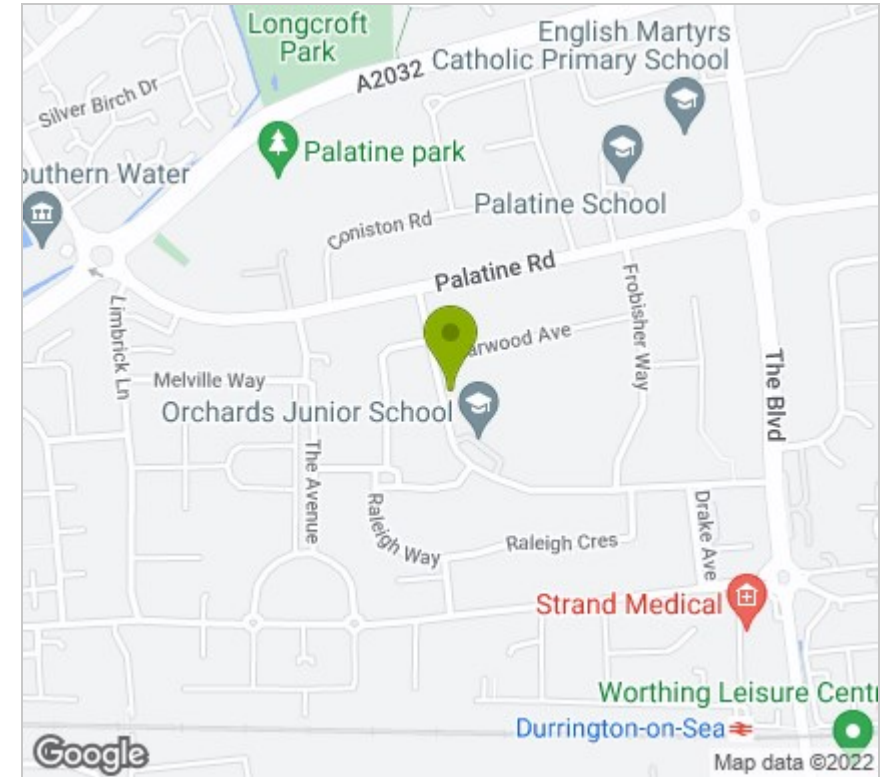 Longcroft
Park
English Martyrs
Catholic Primary School
A2032
Silver Birch Dr
Palatine park
outhern Water
Palatine School
Coniston Rd
Palatine Rd
Frobisher Way
arwood Ave
Limbrick Ln
Melville Way
The Blvd
Orchards Junior School
The Avenue
Raleigh Way
Drake Ave
Raleigh Cres
Strand Medical
Worthing Leisure Cent
Durrington-on-Sea
Google
Map data ©2022